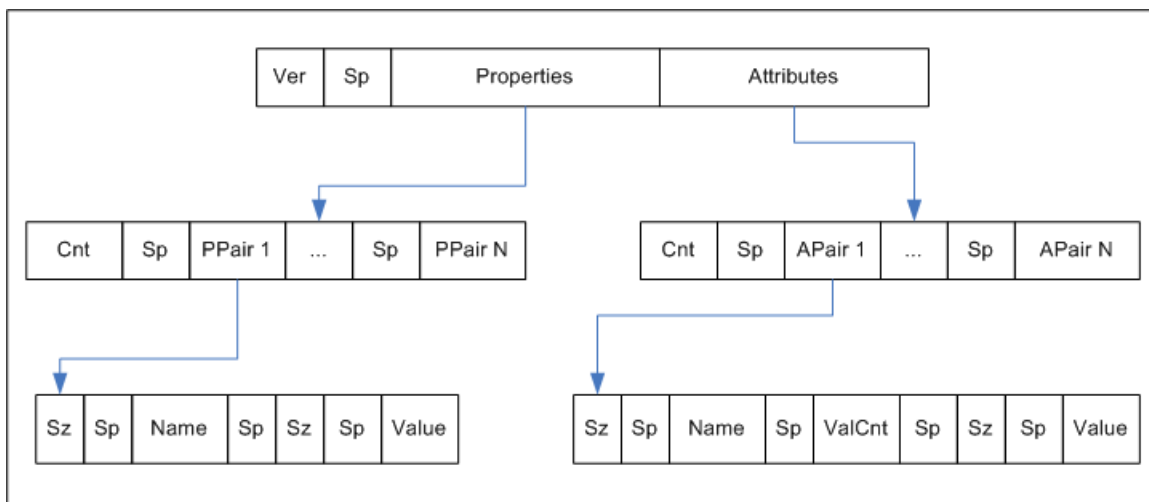 Ver Sp Properties Attributes
Cnt Sp PPair 1 ... Sp PPair N
Cnt Sp APair 1 ... Sp APair N
Sz Sp Name Sp Sz Sp Value
Sz Sp Name Sp ValCnt Sp Sz Sp Value